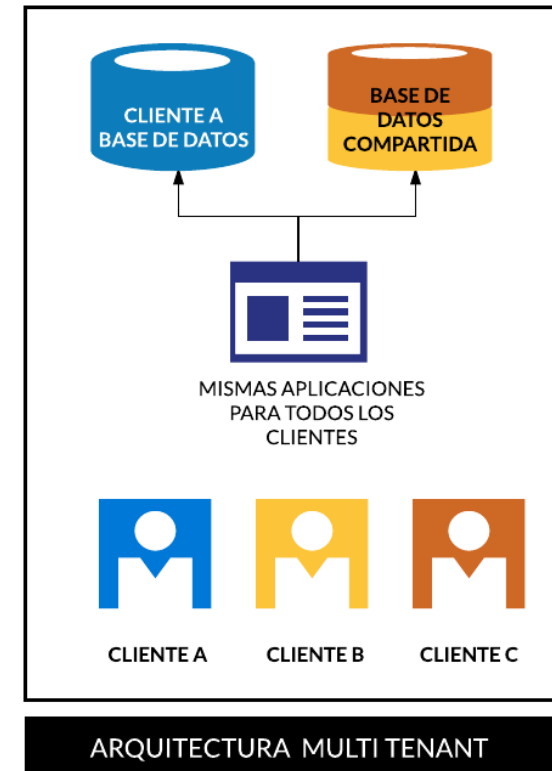 CLIENTE A
BASE DE DATOS
BASE DE
DATOS
COMPARTIDA
MISMAS APLICACIONES
PARA TODOS LOS
CLIENTES
CLIENTE A
CLIENTE B
CLIENTE C
ARQUITECTURA MULTI TENANT